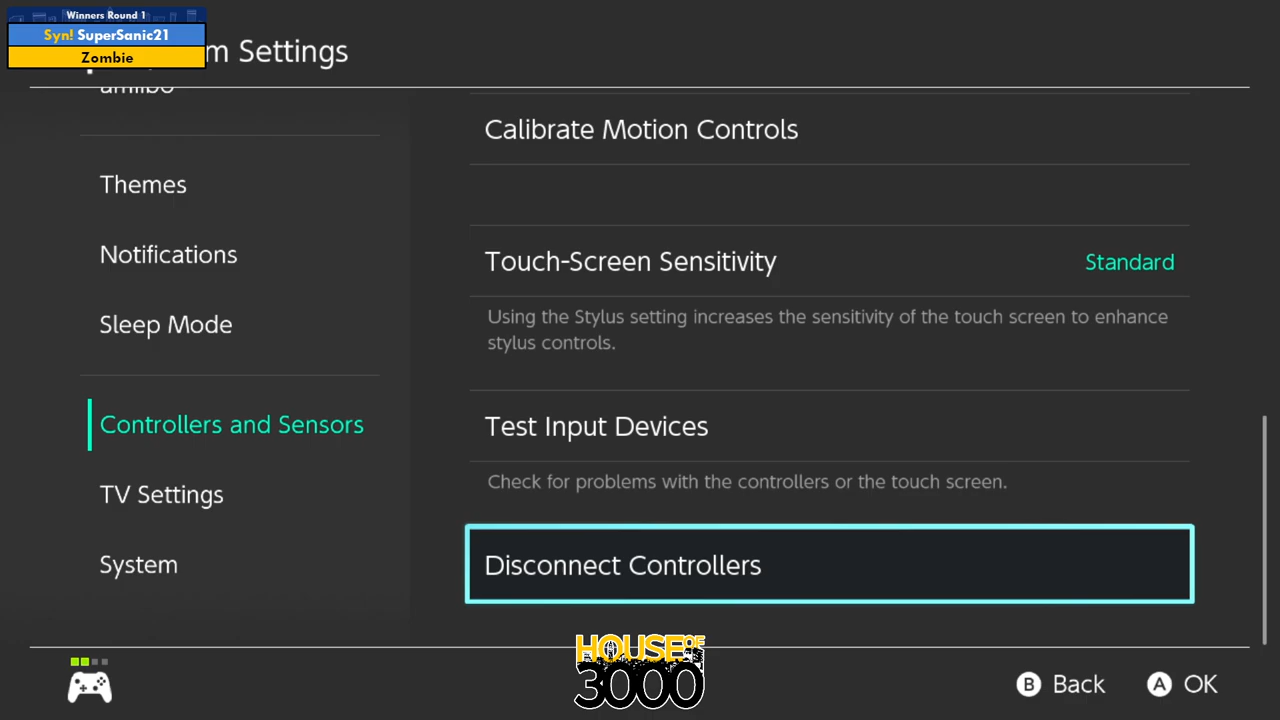 Winners Round 1
Syn! SuperSanic21
Zombie
m Settings
amiibo
Themes
Notifications
Sleep Mode
Controllers and Sensors
TV Settings
System
Calibrate Motion Controls
Touch-Screen Sensitivity Standard
Using the Stylus setting increases the sensitivity of the touch screen to enhance
stylus controls.
Test Input Devices
Check for problems with the controllers or the touch screen.
Disconnect Controllers
HOUSE OF
3000
B Back A OK